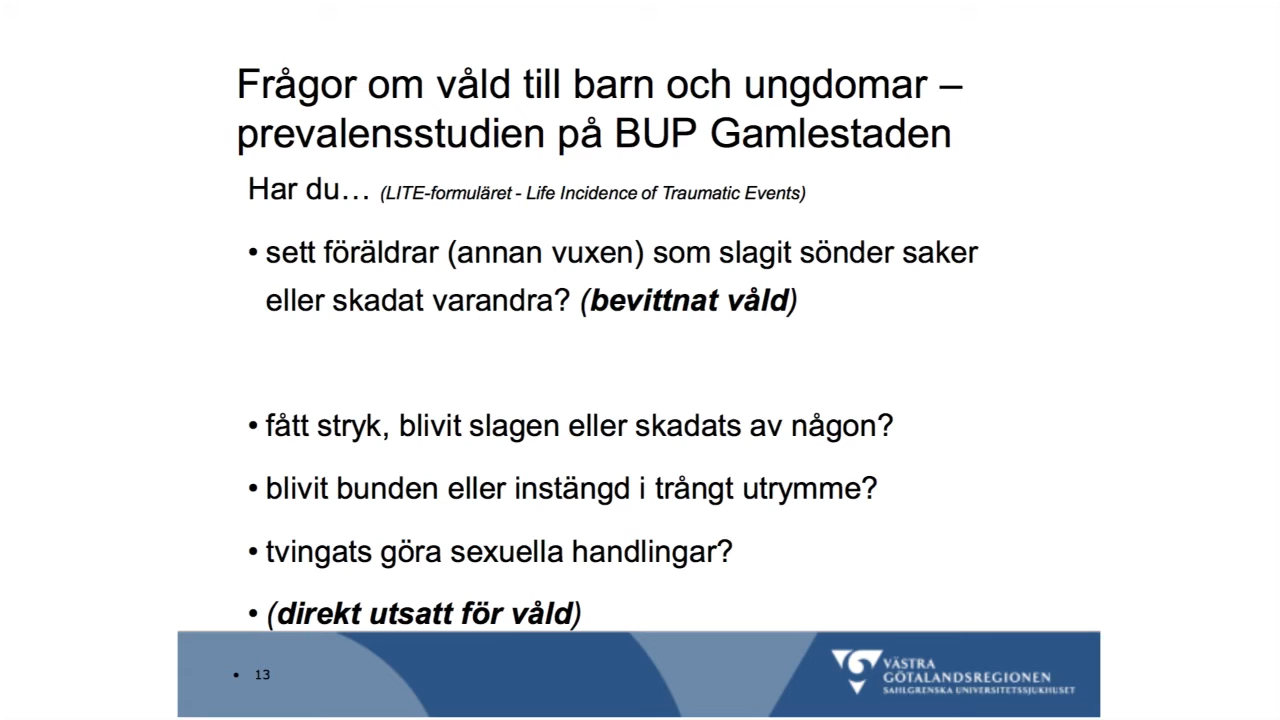 Frågor om våld till barn och ungdomar –
prevalensstudien på BUP Gamlestaden
Har du… (LITE-formuläret - Life Incidence of Traumatic Events)
• sett föräldrar (annan vuxen) som slagit sönder saker
eller skadat varandra? (bevittnat våld)
• fått stryk, blivit slagen eller skadats av någon?
• blivit bunden eller instängd i trångt utrymme?
• tvingats göra sexuella handlingar?
• (direkt utsatt för våld)
• 13
VÄSTRA
GÖTALANDSREGIONEN
SAHLGRENSKA UNIVERSITETSSJUKHUSET